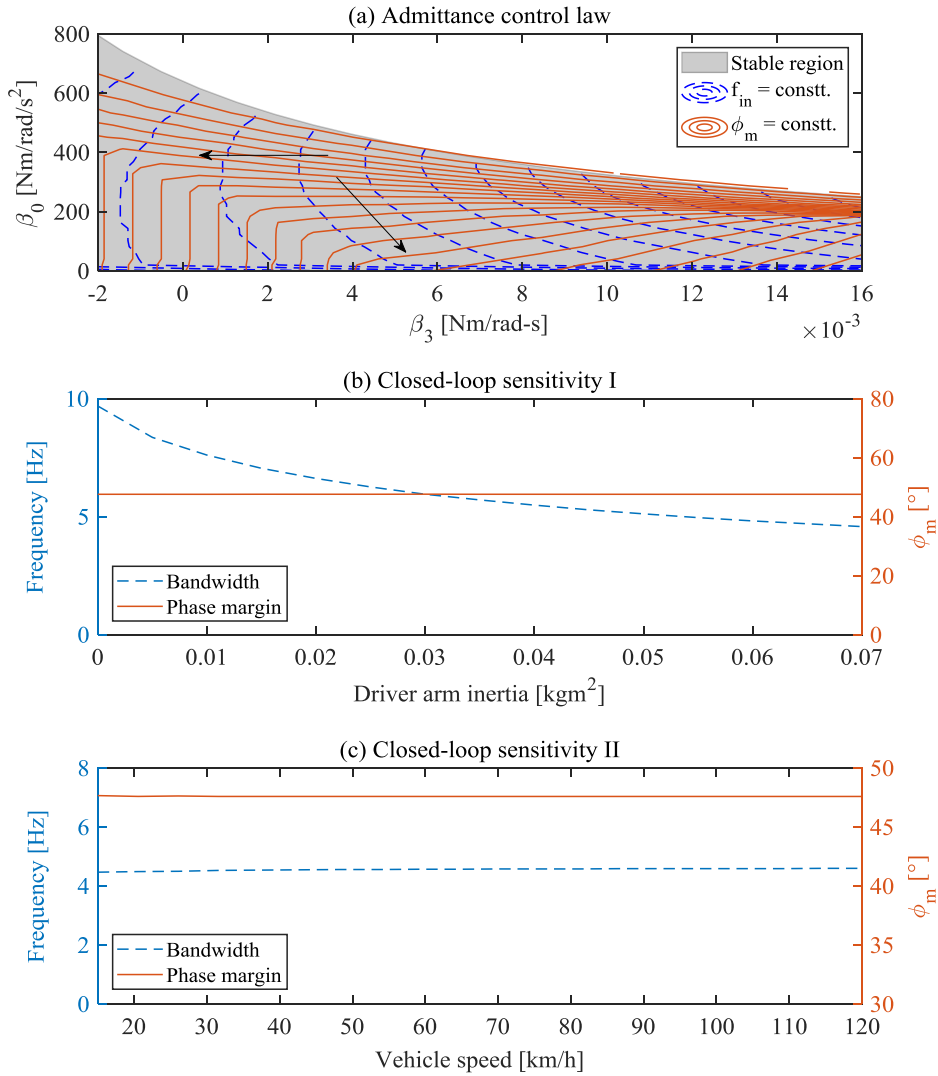 (a) Admittance control law
800
600
400
200
0
β₀ [Nm/rad/s²]
Stable region
f_in = constt.
ϕ_m = constt.
-2 0 2 4 6 8 10 12 14 16
β₃ [Nm/rad-s]
×10⁻³
(b) Closed-loop sensitivity I
10
5
0
Frequency [Hz]
80
60
40
20
0
ϕ_m [°]
Bandwidth
Phase margin
0 0.01 0.02 0.03 0.04 0.05 0.06 0.07
Driver arm inertia [kgm²]
(c) Closed-loop sensitivity II
8
6
4
2
0
Frequency [Hz]
50
45
40
35
30
ϕ_m [°]
Bandwidth
Phase margin
20 30 40 50 60 70 80 90 100 110 120
Vehicle speed [km/h]